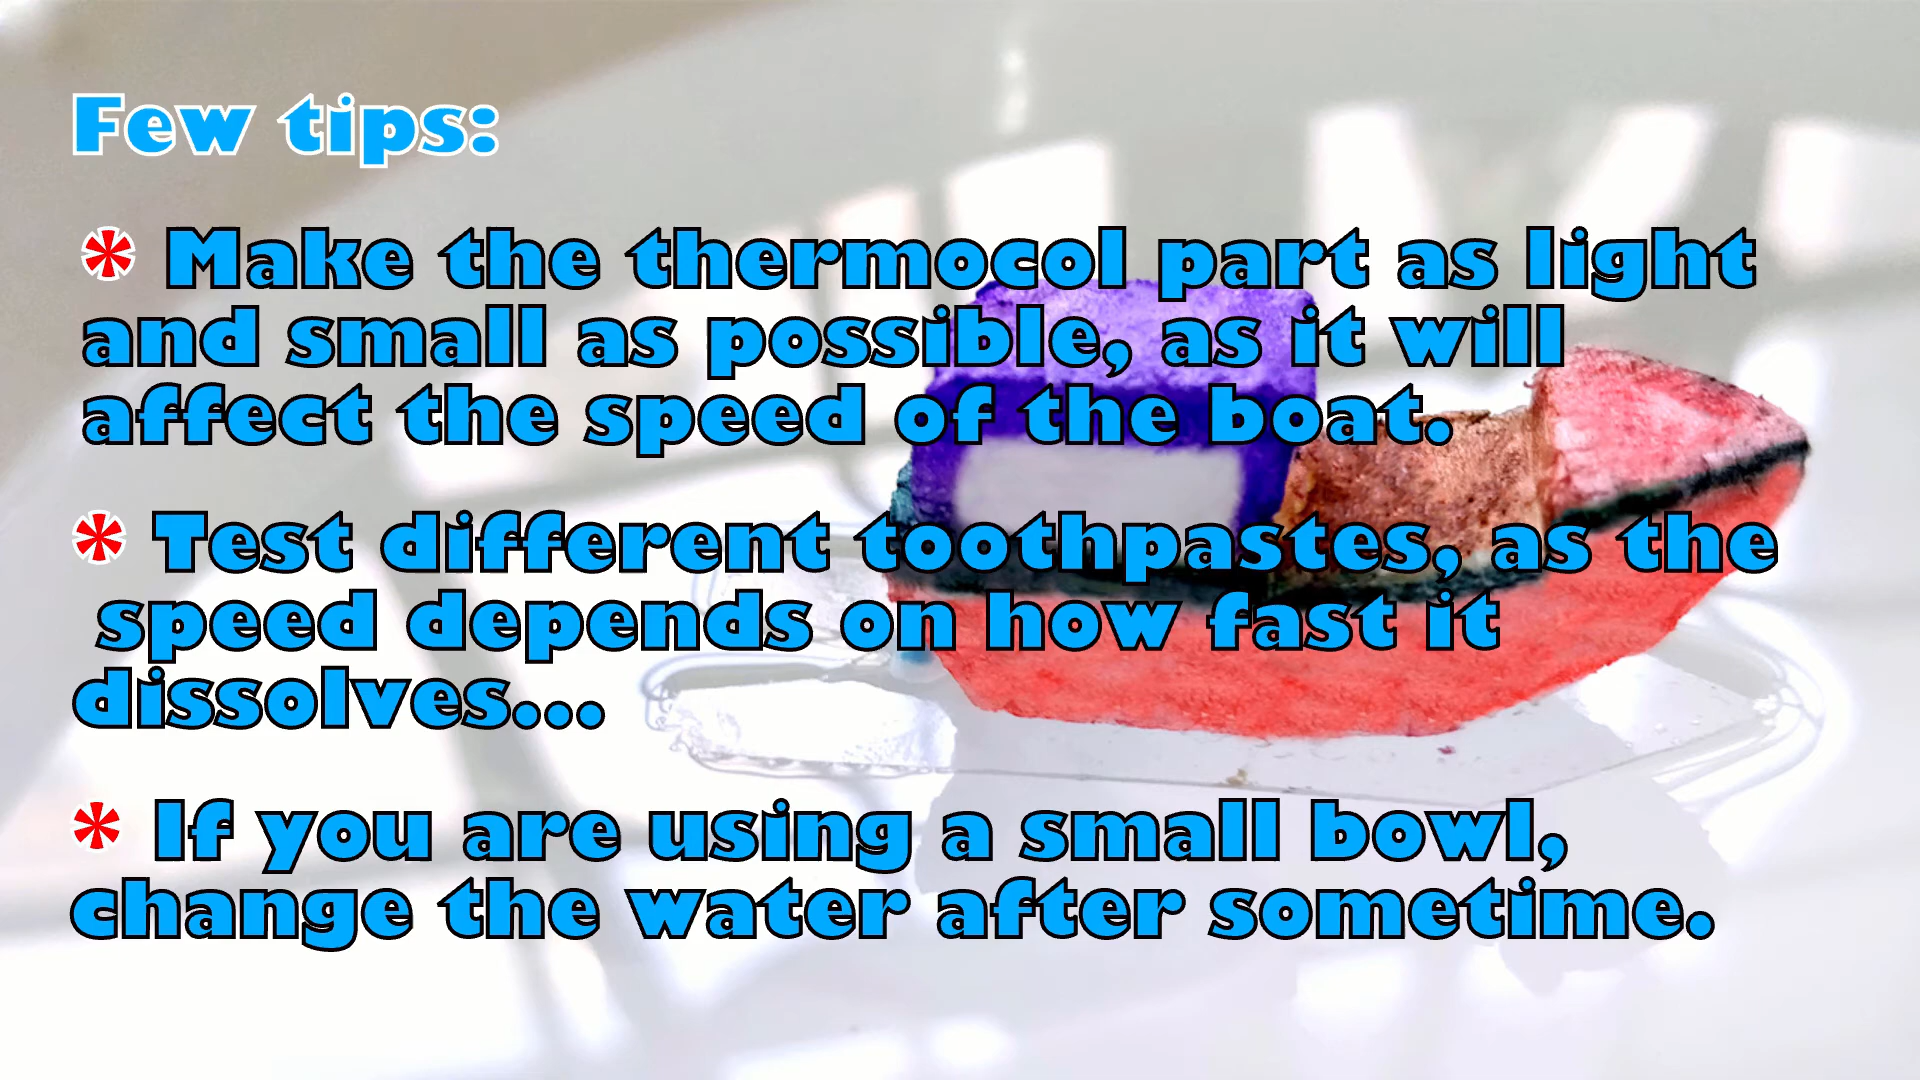 Few tips:
* Make the thermocol part as light
and small as possible, as it will
affect the speed of the boat.
* Test different toothpastes, as the
speed depends on how fast it
dissolves...
* If you are using a small bowl,
change the water after sometime.